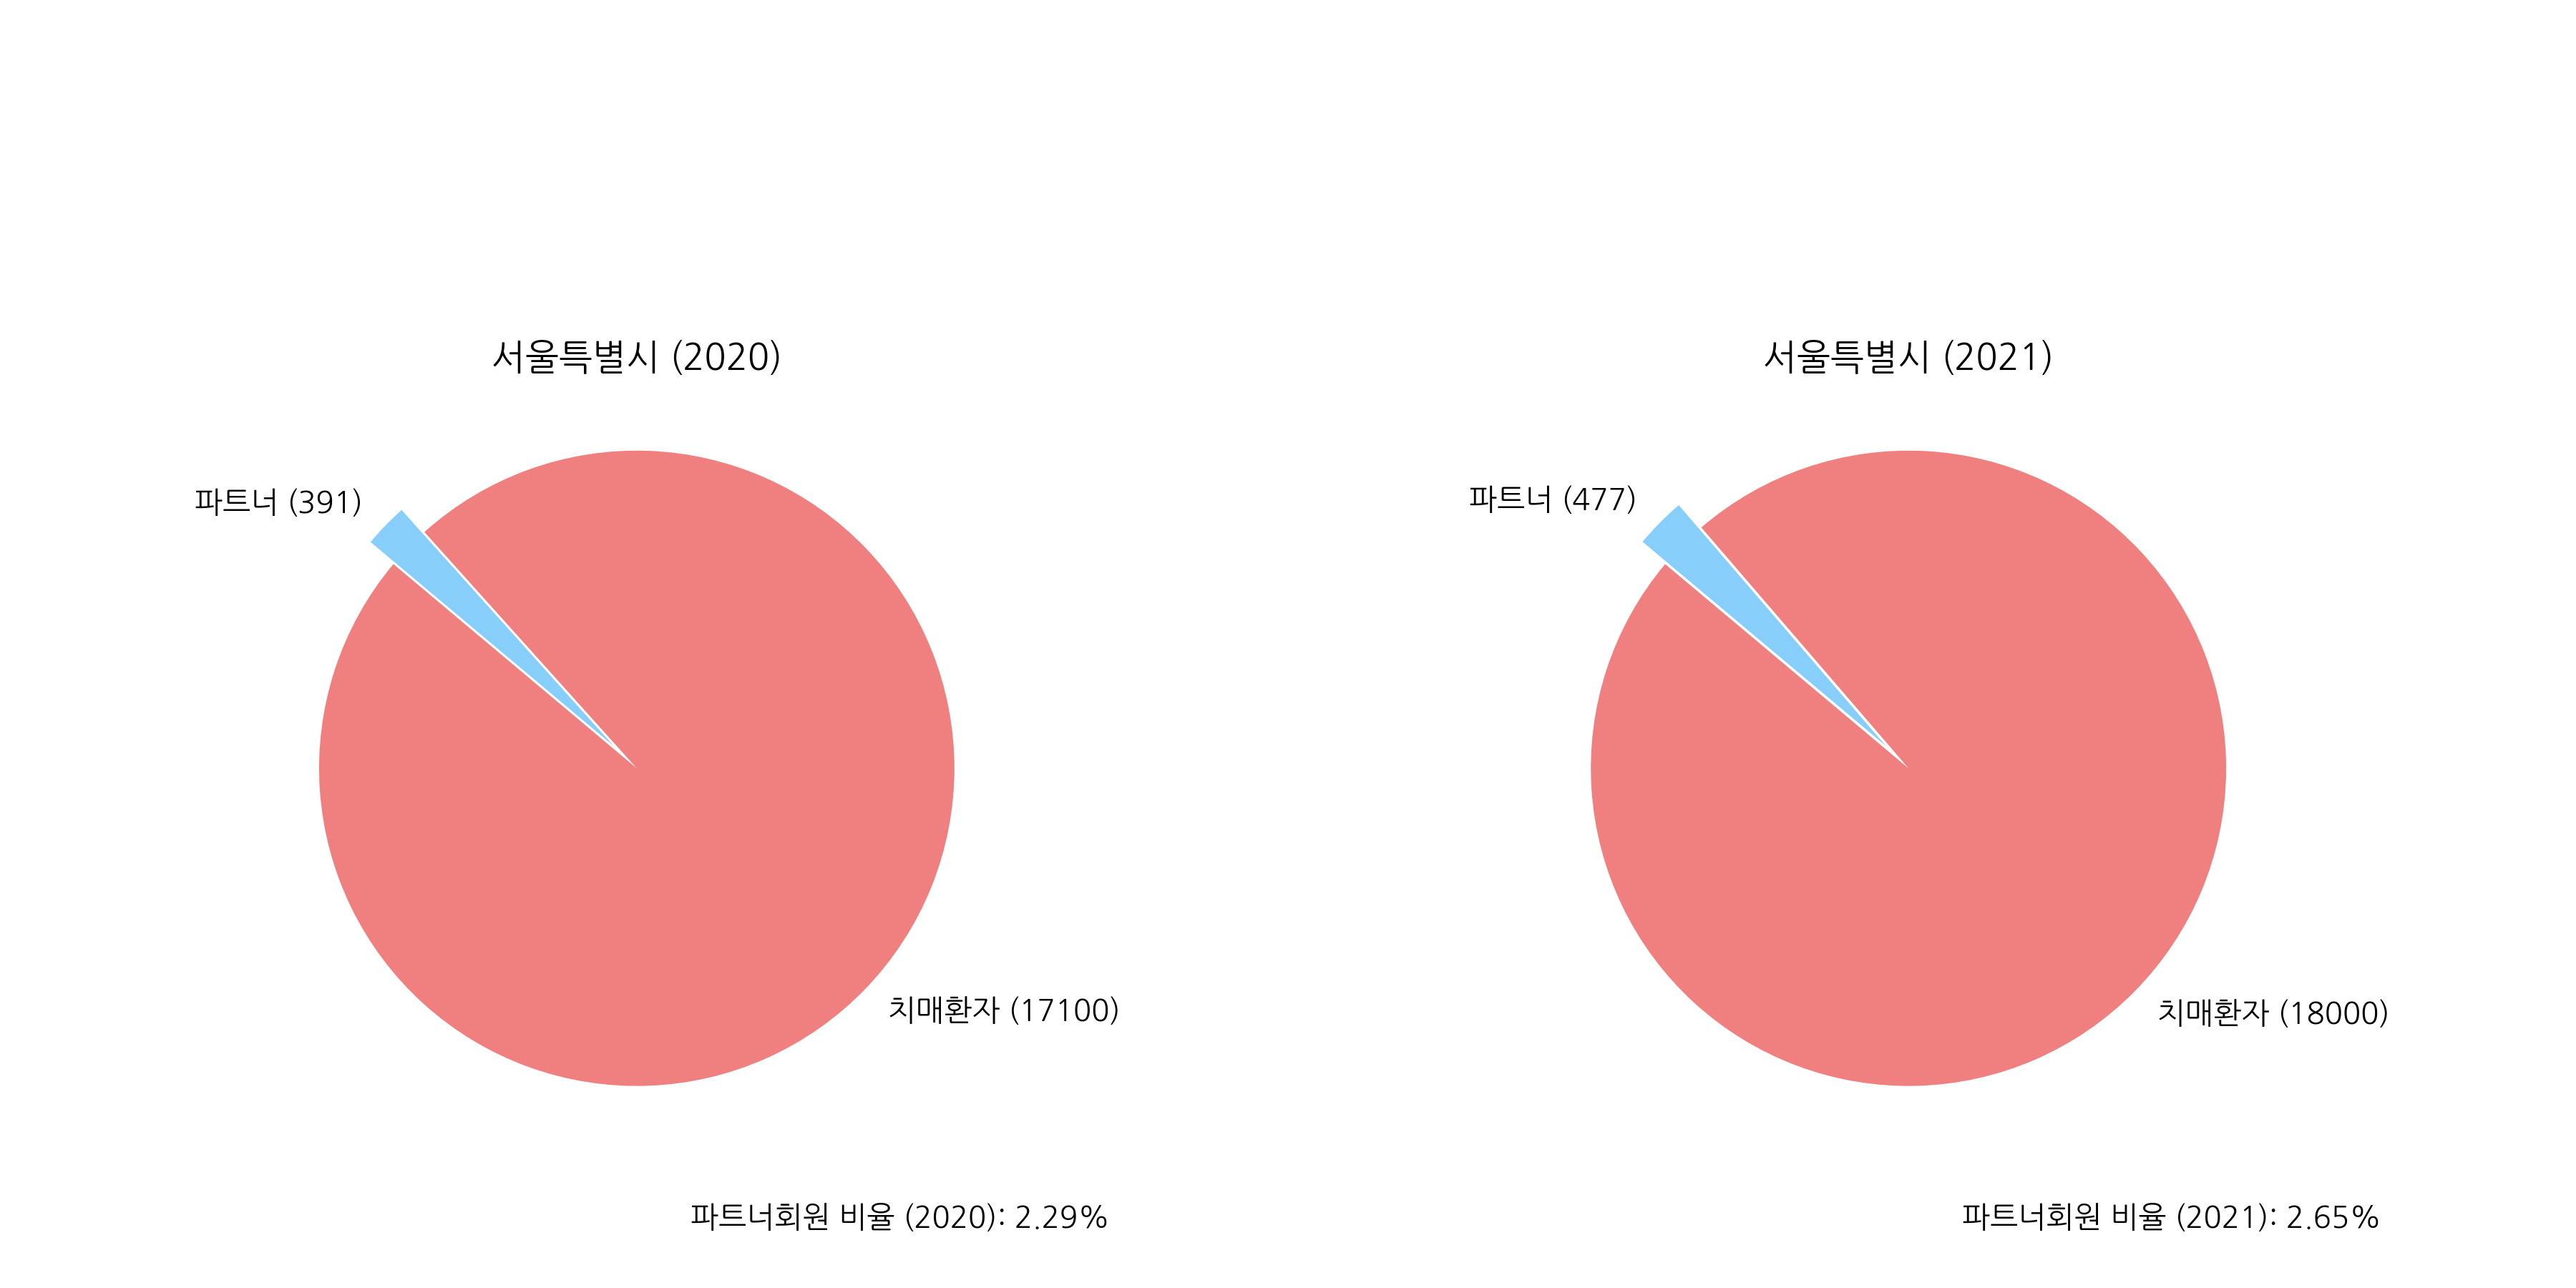 서울특별시 (2020)
파트너 (391)
치매환자 (17100)
파트너회원 비율 (2020): 2.29%
서울특별시 (2021)
파트너 (477)
치매환자 (18000)
파트너회원 비율 (2021): 2.65%